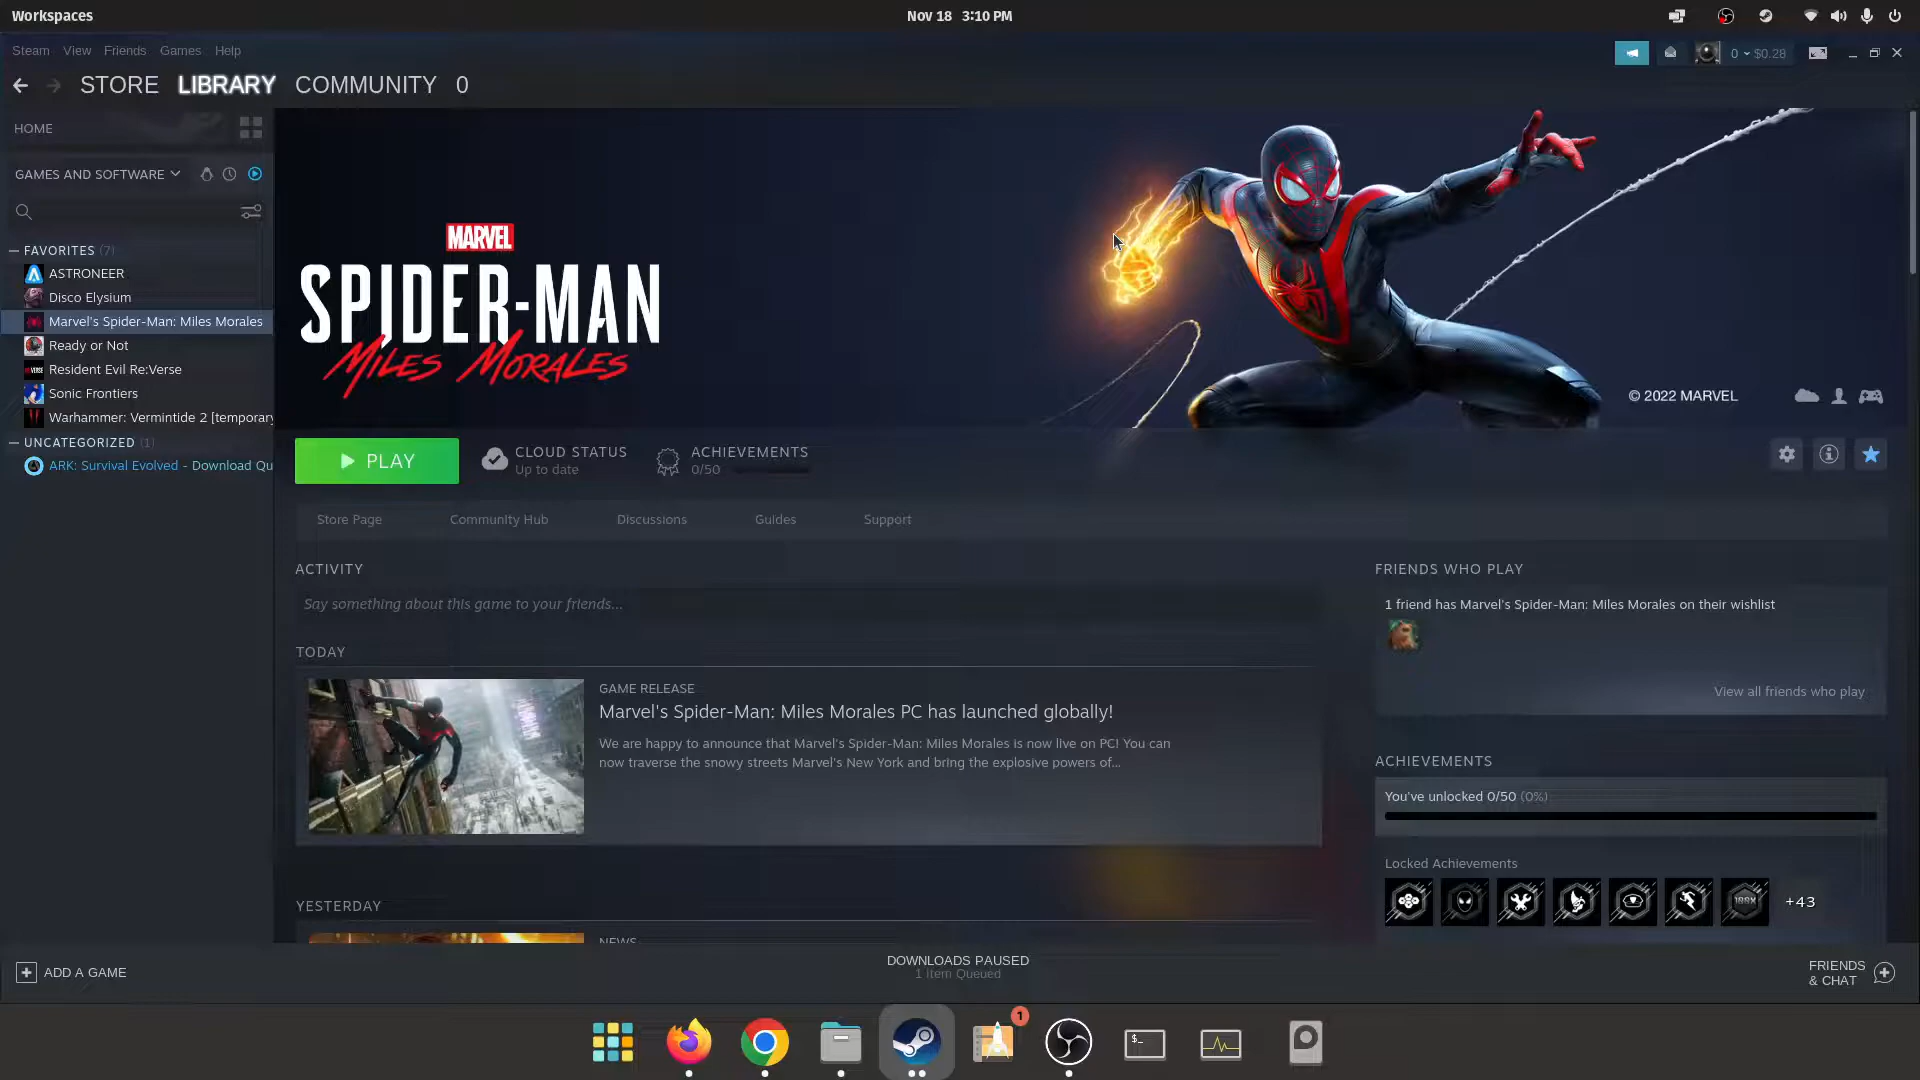 Workspaces
Nov 18 3:10 PM
Steam View Friends Games Help
0 $0.28
STORE LIBRARY COMMUNITY 0
HOME
GAMES AND SOFTWARE
FAVORITES (7)
ASTRONEER
Disco Elysium
Marvel's Spider-Man: Miles Morales
Ready or Not
Resident Evil Re:Verse
Sonic Frontiers
Warhammer: Vermintide 2 [temporary
UNCATEGORIZED (1)
ARK: Survival Evolved - Download Qu
MARVEL
SPIDER-MAN
MILES MORALES
© 2022 MARVEL
PLAY
CLOUD STATUS
Up to date
ACHIEVEMENTS
0/50
Store Page Community Hub Discussions Guides Support
ACTIVITY
Say something about this game to your friends...
TODAY
GAME RELEASE
Marvel's Spider-Man: Miles Morales PC has launched globally!
We are happy to announce that Marvel's Spider-Man: Miles Morales is now live on PC! You can
now traverse the snowy streets Marvel's New York and bring the explosive powers of...
YESTERDAY
NEWS
FRIENDS WHO PLAY
1 friend has Marvel's Spider-Man: Miles Morales on their wishlist
View all friends who play
ACHIEVEMENTS
You've unlocked 0/50 (0%)
Locked Achievements
+43
ADD A GAME
DOWNLOADS PAUSED
1 Item Queued
FRIENDS
& CHAT
1
$_